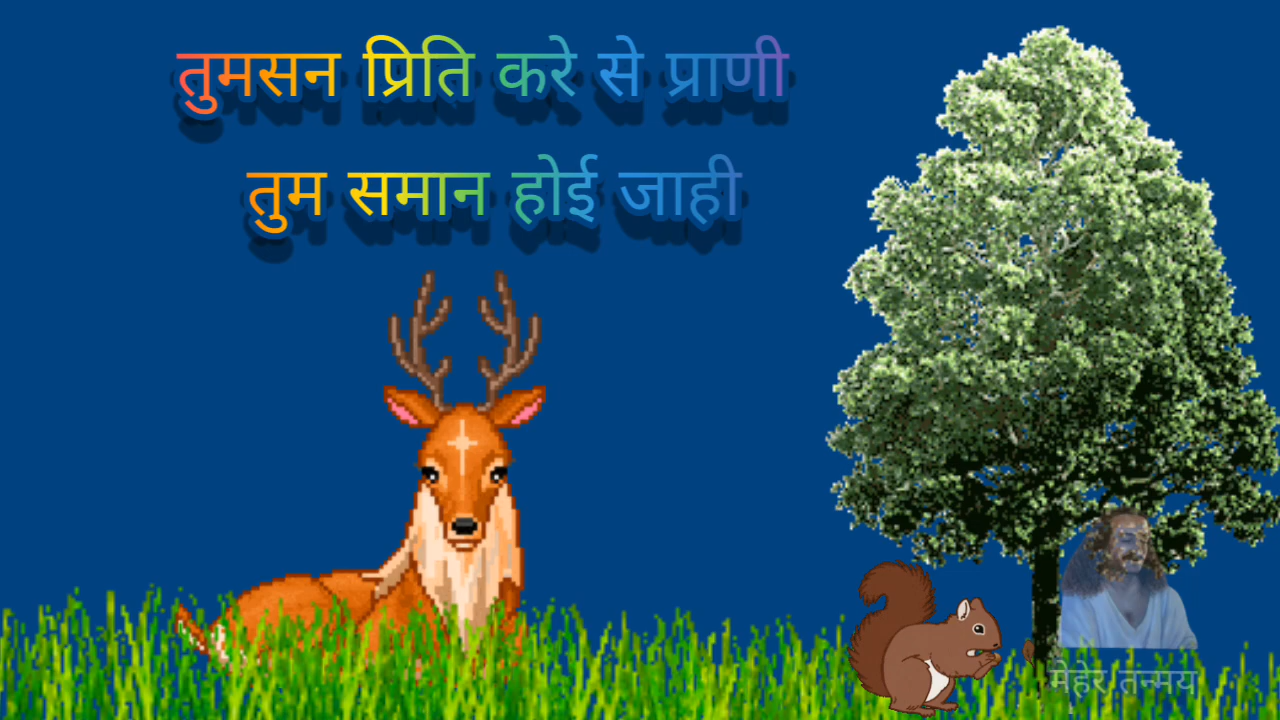 तुमसन प्रिति करे से प्राणी
तुम समान होई जाही
मेहेर तन्मय